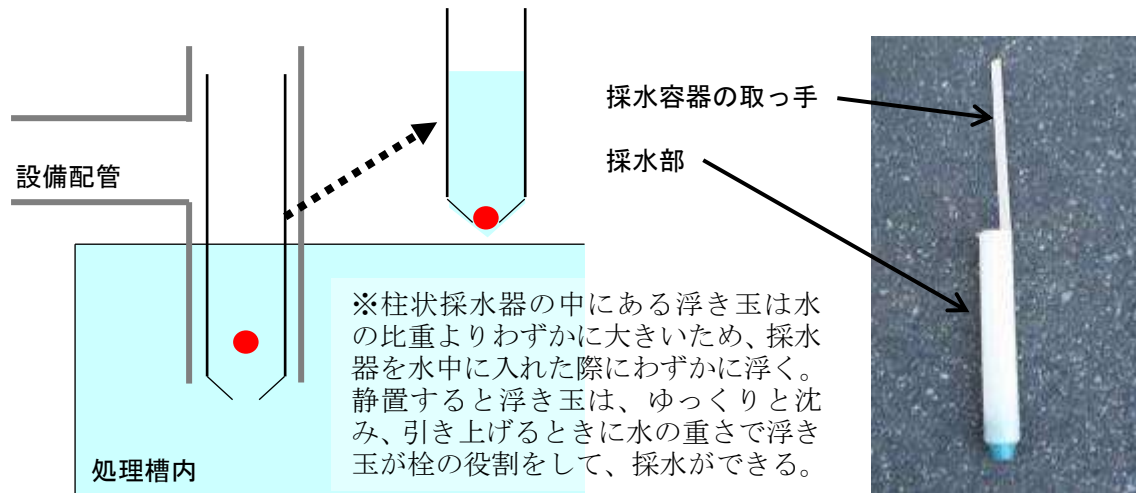 採水容器の取っ手
採水部
設備配管
※柱状採水器の中にある浮き玉は水
の比重よりわずかに大きいため、採水
器を水中に入れた際にわずかに浮く。
静置すると浮き玉は、ゆっくりと沈
み、引き上げるときに水の重さで浮き
玉が栓の役割をして、採水ができる。
処理槽内